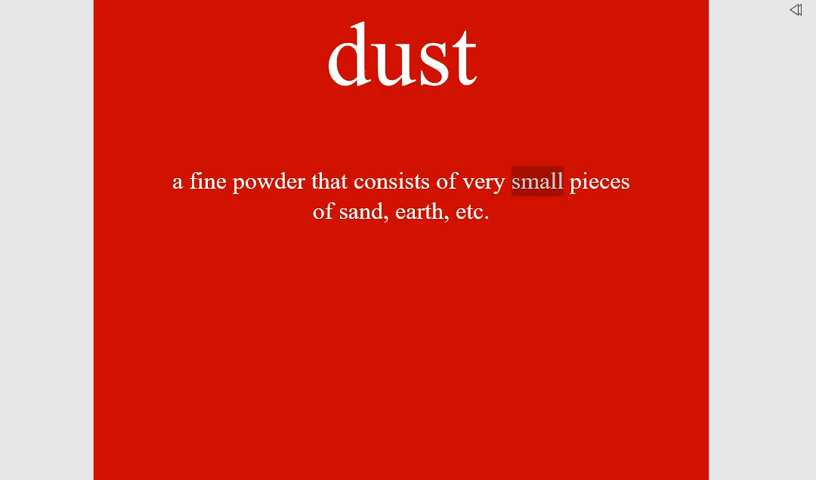 dust
a fine powder that consists of very small pieces
of sand, earth, etc.